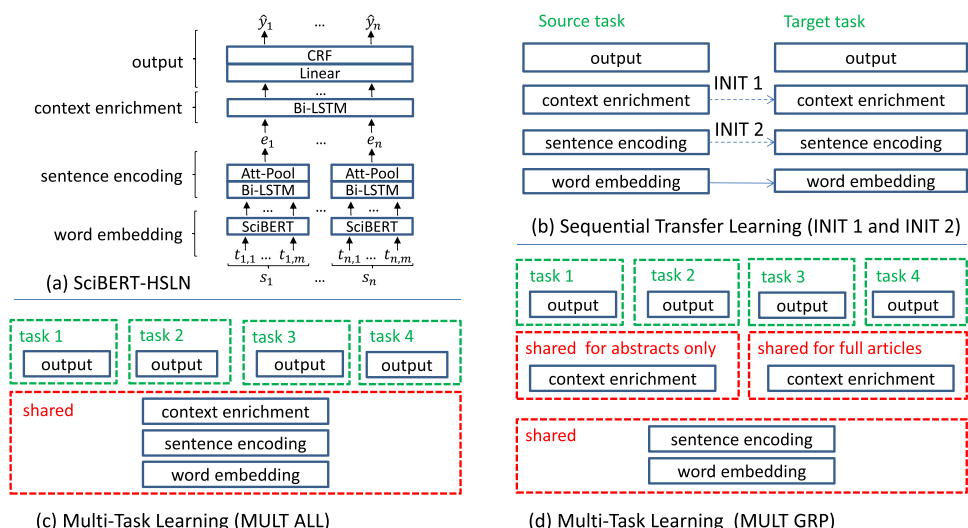 ŷ₁ ... ŷₙ
output
CRF
Linear
...
context enrichment
Bi-LSTM
e₁ ... eₙ
sentence encoding
Att-Pool Att-Pool
Bi-LSTM Bi-LSTM
... ... ...
word embedding
SciBERT SciBERT
t₁,₁ ... t₁,ₘ tₙ,₁ ... tₙ,ₘ
s₁ ... sₙ
(a) SciBERT-HSLN
Source task Target task
output output
INIT 1
context enrichment context enrichment
INIT 2
sentence encoding sentence encoding
word embedding word embedding
(b) Sequential Transfer Learning (INIT 1 and INIT 2)
task 1 task 2 task 3 task 4
output output output output
shared
context enrichment
sentence encoding
word embedding
(c) Multi-Task Learning (MULT ALL)
task 1 task 2 task 3 task 4
output output output output
shared for abstracts only shared for full articles
context enrichment context enrichment
shared
sentence encoding
word embedding
(d) Multi-Task Learning (MULT GRP)